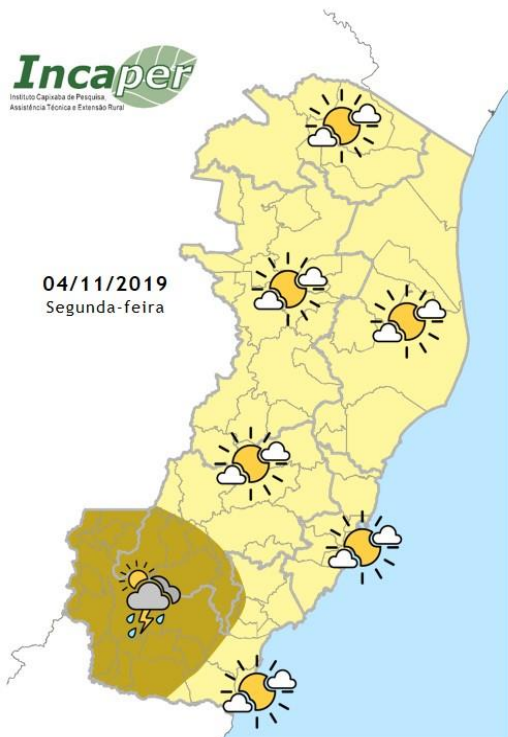 Incaper
Instituto Capixaba de Pesquisa,
Assistência Técnica e Extensão Rural
04/11/2019
Segunda-feira